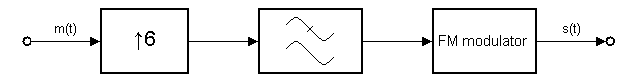 m(t)
↑6
FM modulator
s(t)